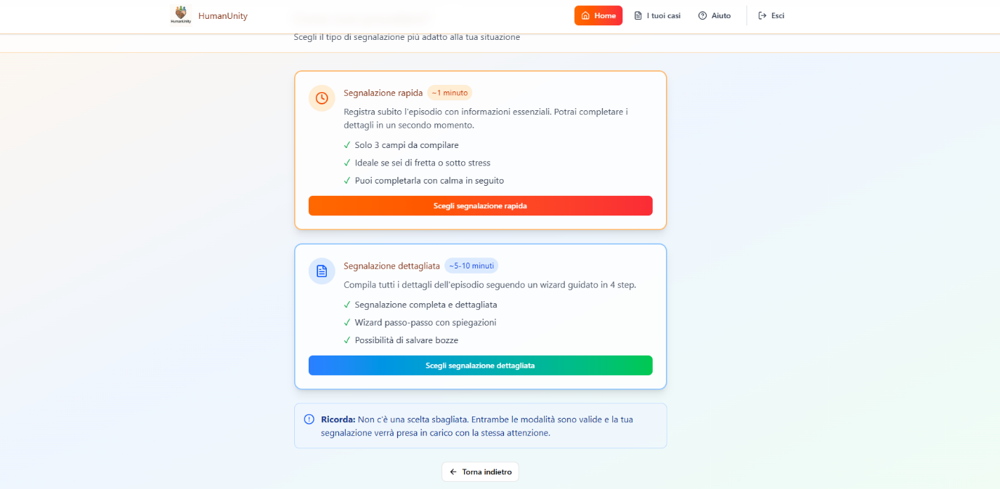 HumanUnity
HumanUnity
Home
I tuoi casi
Aiuto
Esci
Scegli il tipo di segnalazione più adatto alla tua situazione
Segnalazione rapida
~1 minuto
Registra subito l'episodio con informazioni essenziali. Potrai completare i
dettagli in un secondo momento.
✓ Solo 3 campi da compilare
✓ Ideale se sei di fretta o sotto stress
✓ Puoi completarla con calma in seguito
Scegli segnalazione rapida
Segnalazione dettagliata
~5-10 minuti
Compila tutti i dettagli dell'episodio seguendo un wizard guidato in 4 step.
✓ Segnalazione completa e dettagliata
✓ Wizard passo-passo con spiegazioni
✓ Possibilità di salvare bozze
Scegli segnalazione dettagliata
Ricorda: Non c'è una scelta sbagliata. Entrambe le modalità sono valide e la tua
segnalazione verrà presa in carico con la stessa attenzione.
← Torna indietro